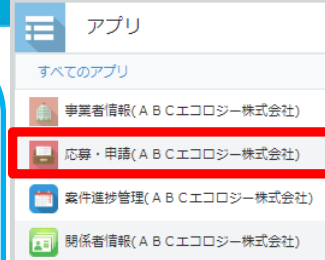 アプリ
すべてのアプリ
事業者情報(ＡＢＣエコロジー株式会社)
応募・申請(ＡＢＣエコロジー株式会社)
案件進捗管理(ＡＢＣエコロジー株式会社)
関係者情報(ＡＢＣエコロジー株式会社)